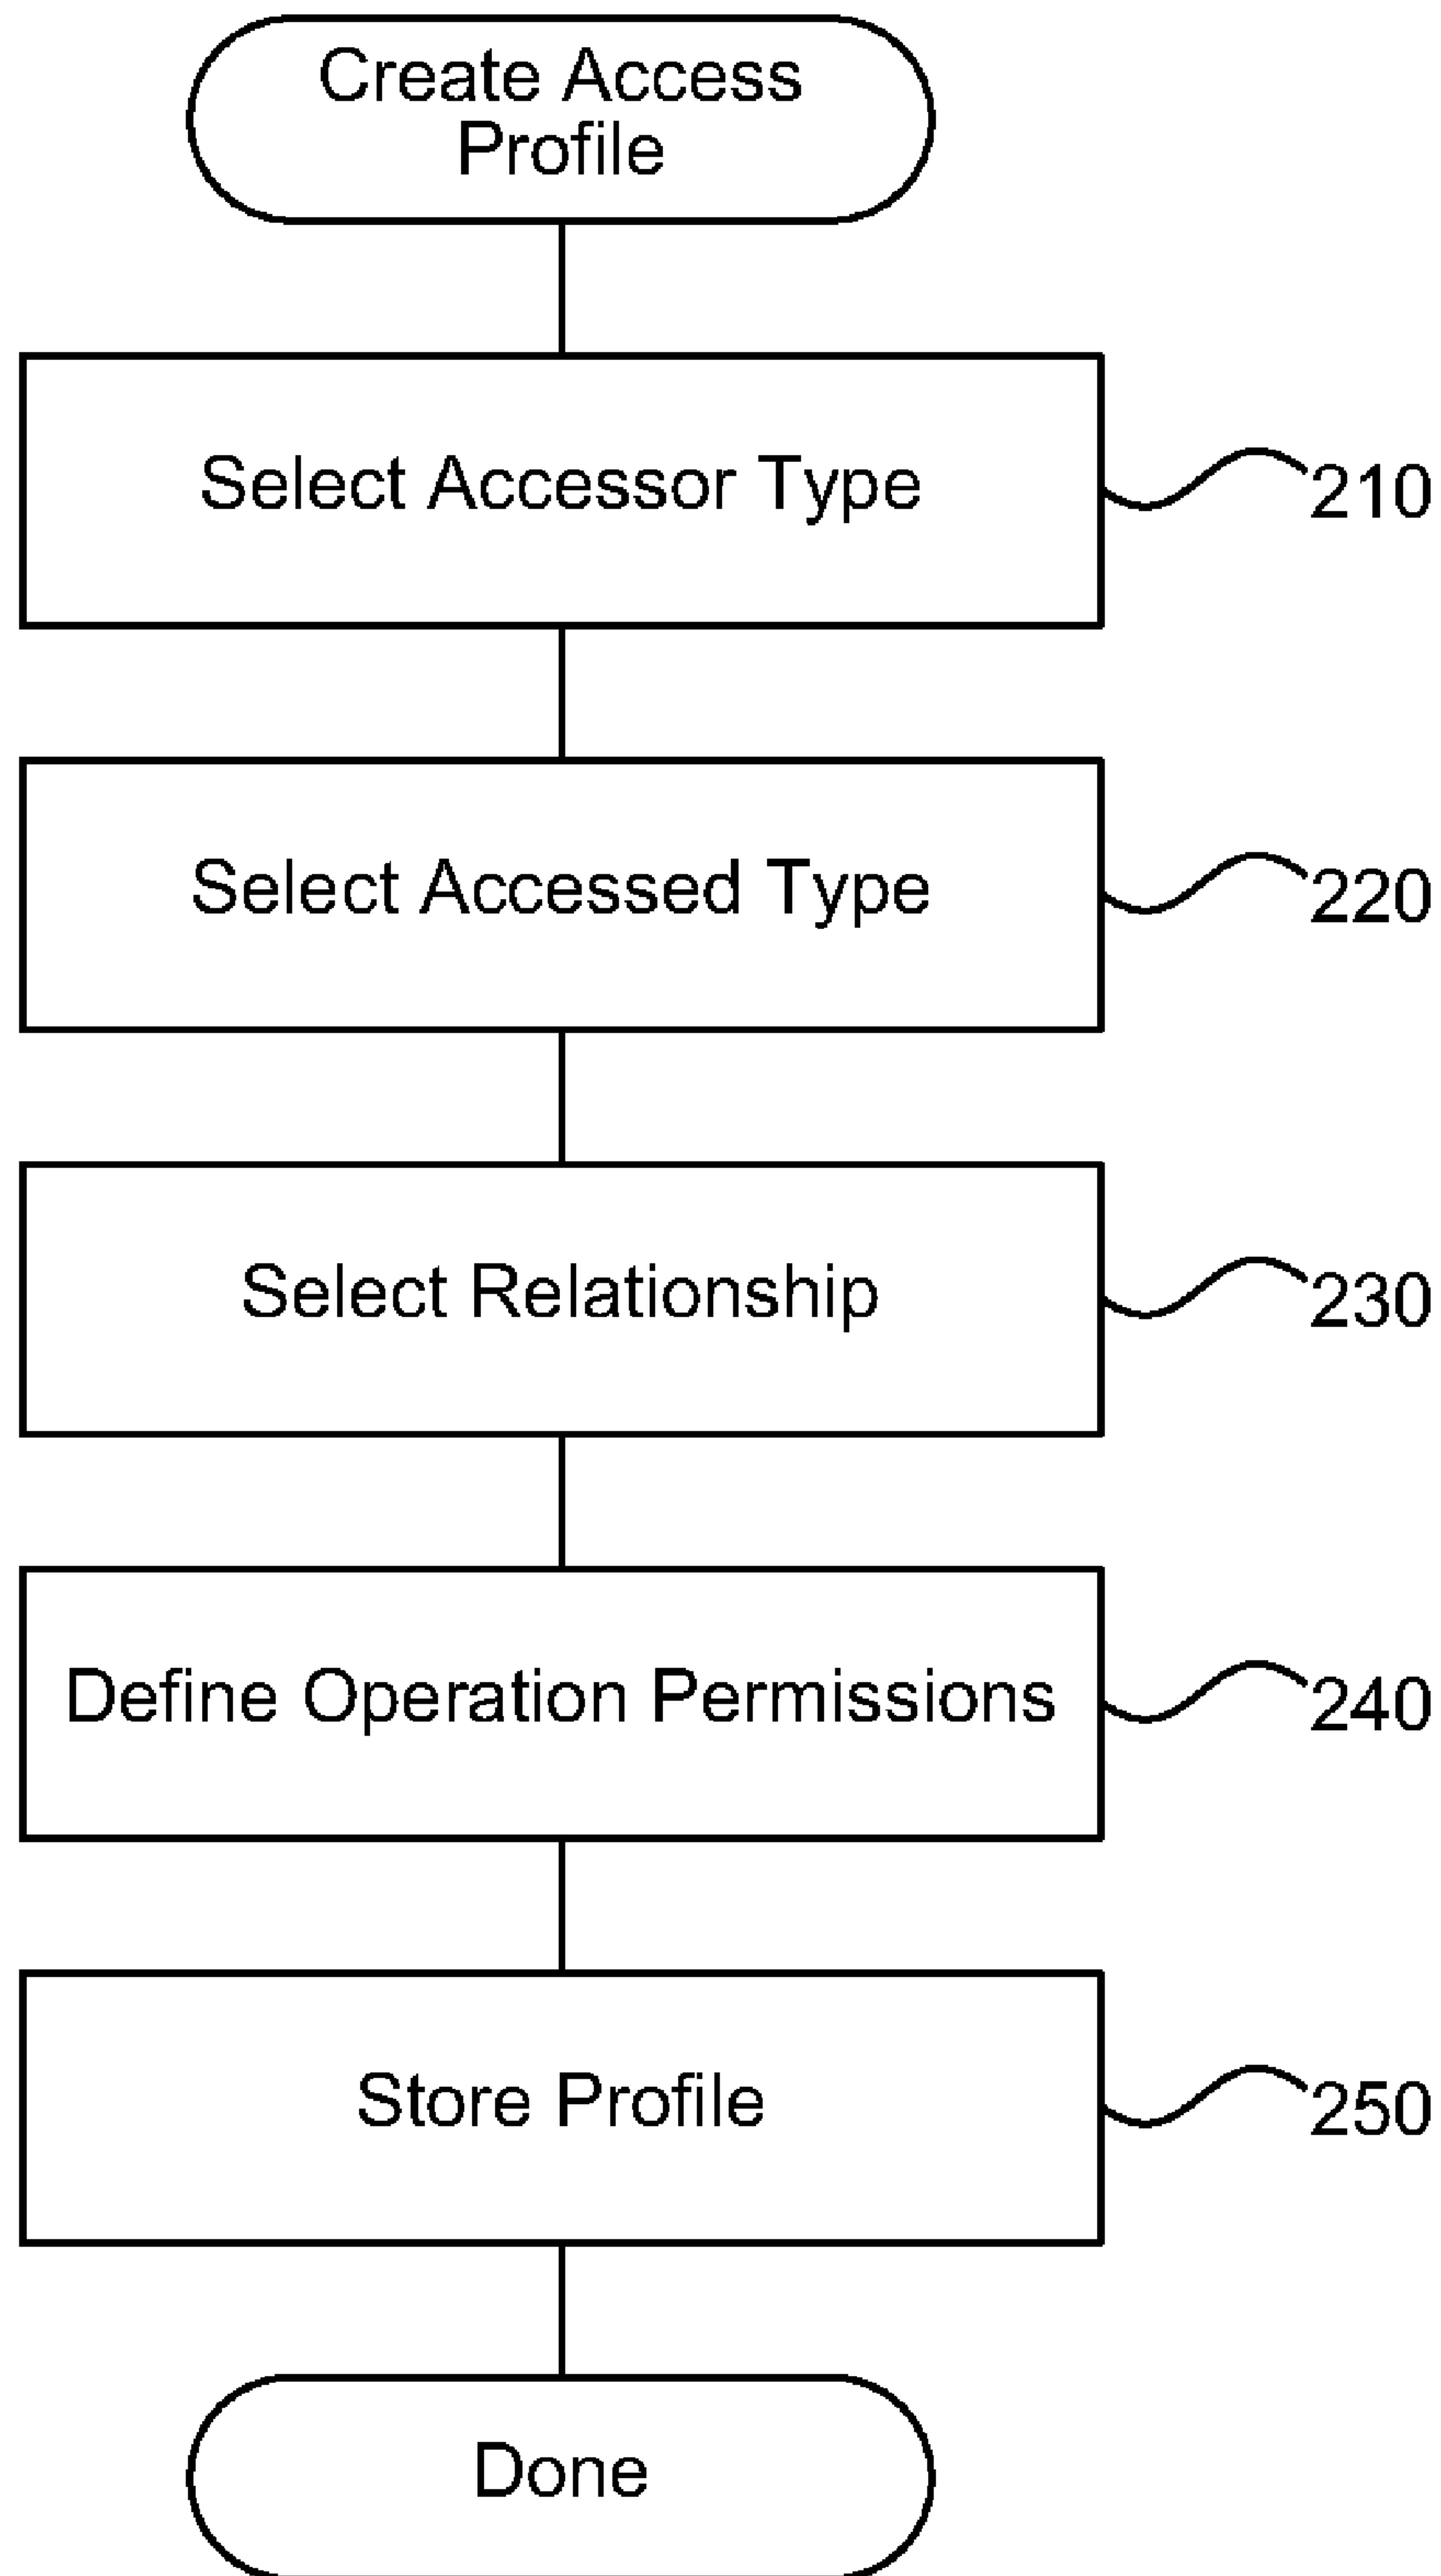 Create Access
Profile
Select Accessor Type
210
Select Accessed Type
220
Select Relationship
230
Define Operation Permissions
240
Store Profile
250
Done